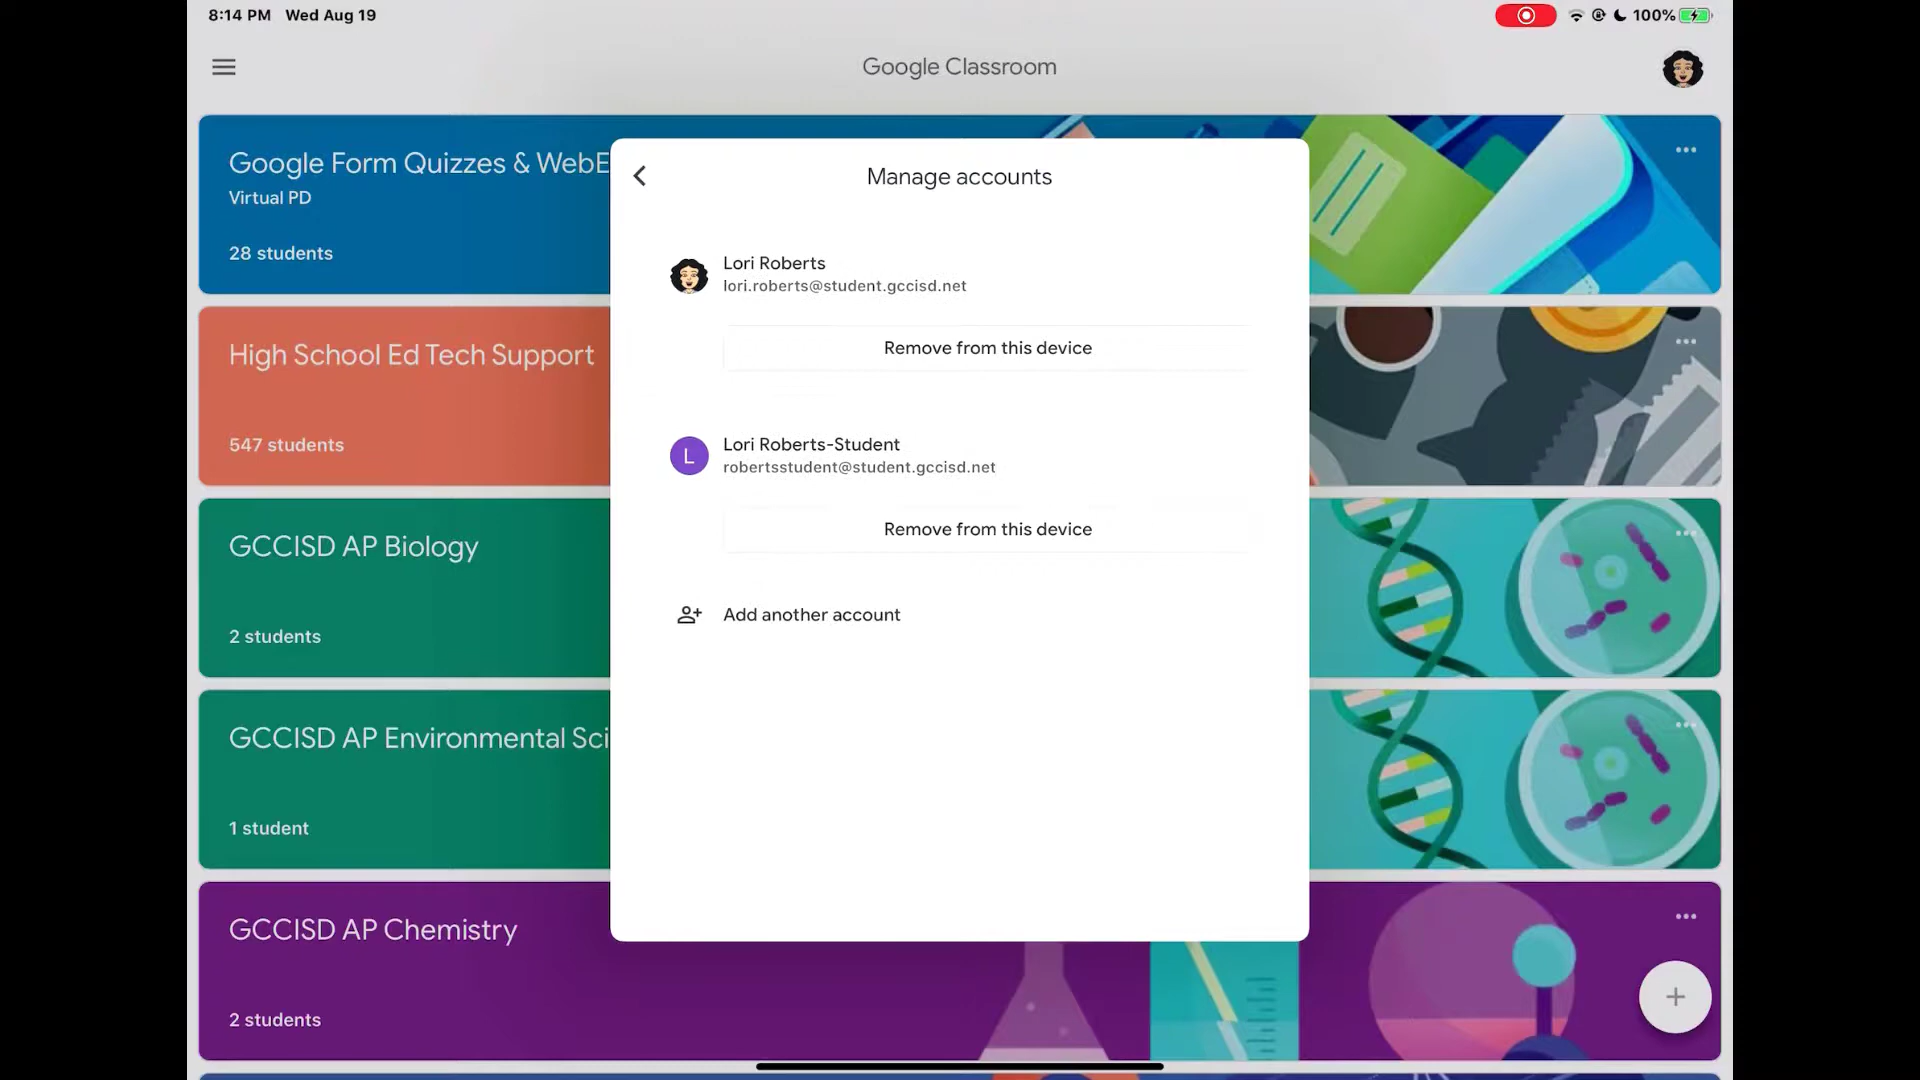 8:14 PM Wed Aug 19
100%
Google Classroom
Google Form Quizzes & WebE
Virtual PD
28 students
High School Ed Tech Support
547 students
GCCISD AP Biology
2 students
GCCISD AP Environmental Sci
1 student
GCCISD AP Chemistry
2 students
Manage accounts
Lori Roberts
lori.roberts@student.gccisd.net
Remove from this device
L
Lori Roberts-Student
robertsstudent@student.gccisd.net
Remove from this device
Add another account